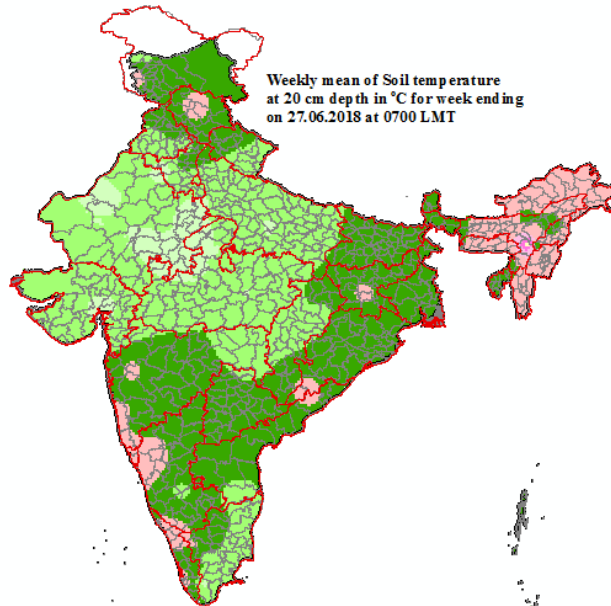 Weekly mean of Soil temperature
at 20 cm depth in °C for week ending
on 27.06.2018 at 0700 LMT